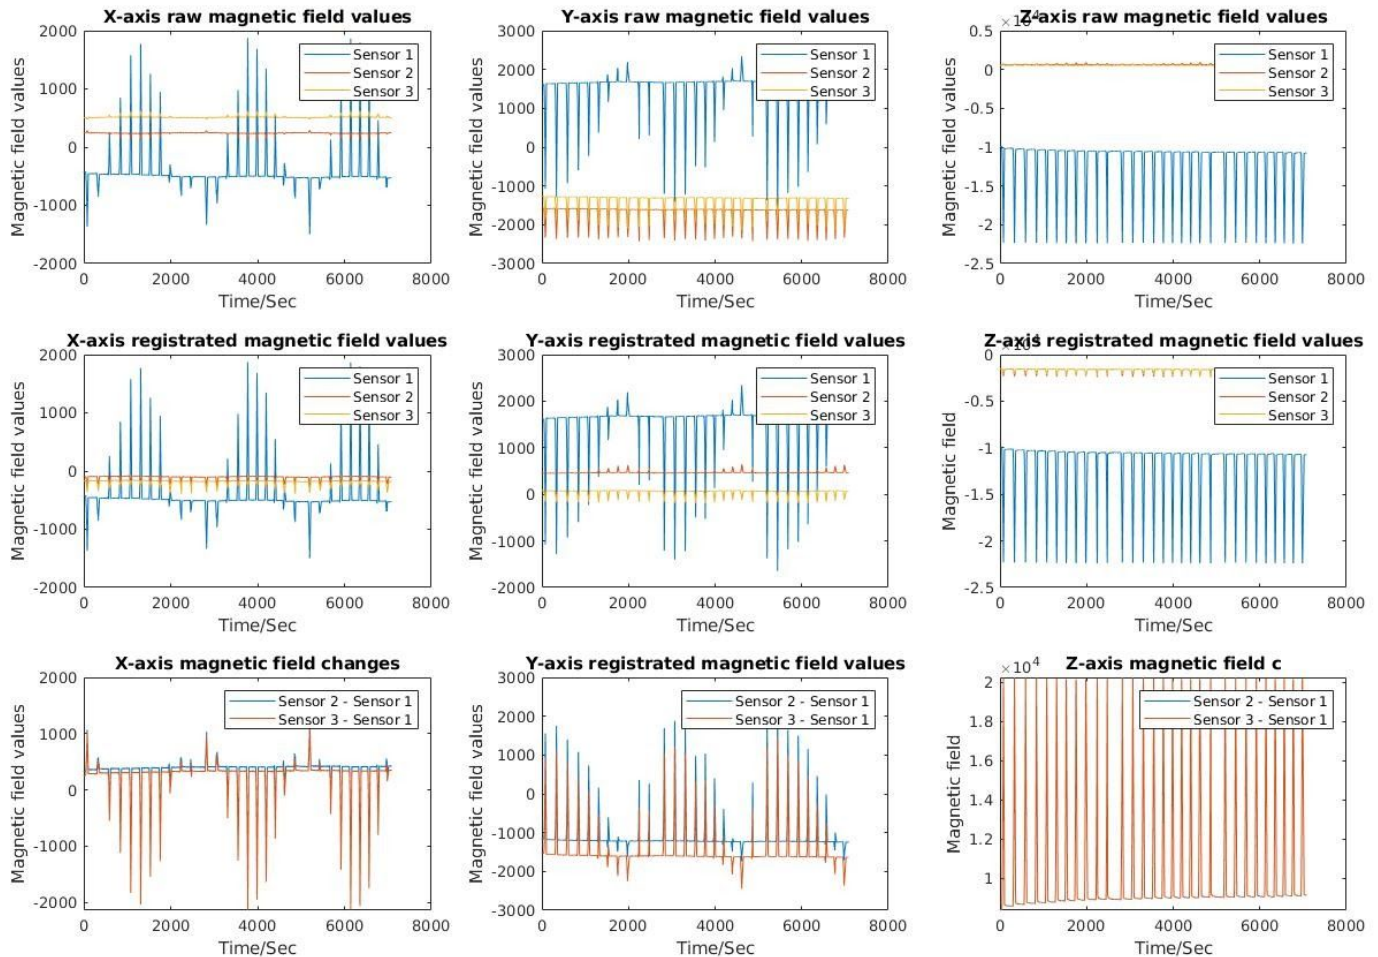 X-axis raw magnetic field values
Magnetic field values
2000
1000
0
-1000
-2000
Sensor 1
Sensor 2
Sensor 3
0 2000 4000 6000 8000
Time/Sec
Y-axis raw magnetic field values
Magnetic field values
3000
2000
1000
0
-1000
-2000
-3000
Sensor 1
Sensor 2
Sensor 3
0 2000 4000 6000 8000
Time/Sec
Z-axis raw magnetic field values
Magnetic field values
0.5
0
-0.5
-1
-1.5
-2
-2.5
Sensor 1
Sensor 2
Sensor 3
0 2000 4000 6000 8000
Time/Sec
X-axis registrated magnetic field values
Magnetic field values
2000
1000
0
-1000
-2000
Sensor 1
Sensor 2
Sensor 3
0 2000 4000 6000 8000
Time/Sec
Y-axis registrated magnetic field values
Magnetic field values
3000
2000
1000
0
-1000
-2000
Sensor 1
Sensor 2
Sensor 3
0 2000 4000 6000 8000
Time/Sec
Z-axis registrated magnetic field values
Magnetic field
0
-0.5
-1
-1.5
-2
-2.5
Sensor 1
Sensor 2
Sensor 3
0 2000 4000 6000 8000
Time/Sec
X-axis magnetic field changes
Magnetic field values
2000
1000
0
-1000
-2000
Sensor 2 - Sensor 1
Sensor 3 - Sensor 1
0 2000 4000 6000 8000
Time/Sec
Y-axis registrated magnetic field values
Magnetic field values
3000
2000
1000
0
-1000
-2000
-3000
Sensor 2 - Sensor 1
Sensor 3 - Sensor 1
0 2000 4000 6000 8000
Time/Sec
×10⁴
Z-axis magnetic field c
Magnetic field
2
1.8
1.6
1.4
1.2
1
Sensor 2 - Sensor 1
Sensor 3 - Sensor 1
0 2000 4000 6000 8000
Time/Sec